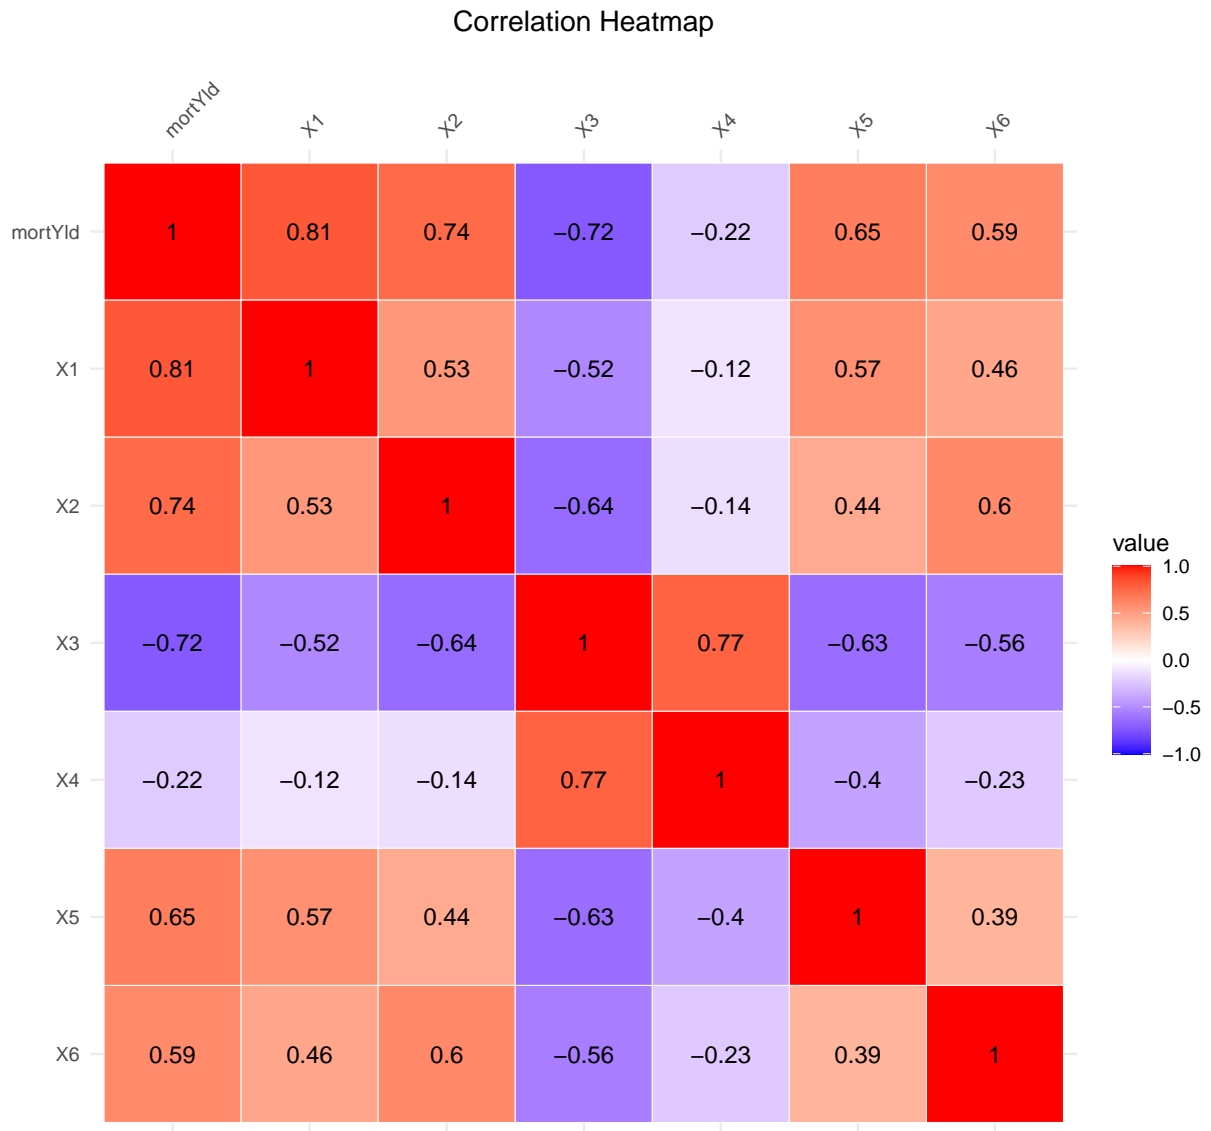 Correlation Heatmap
mortYld X1 X2 X3 X4 X5 X6
mortYld 1 0.81 0.74 −0.72 −0.22 0.65 0.59
X1 0.81 1 0.53 −0.52 −0.12 0.57 0.46
X2 0.74 0.53 1 −0.64 −0.14 0.44 0.6
X3 −0.72 −0.52 −0.64 1 0.77 −0.63 −0.56
X4 −0.22 −0.12 −0.14 0.77 1 −0.4 −0.23
X5 0.65 0.57 0.44 −0.63 −0.4 1 0.39
X6 0.59 0.46 0.6 −0.56 −0.23 0.39 1
value
1.0
0.5
0.0
−0.5
−1.0